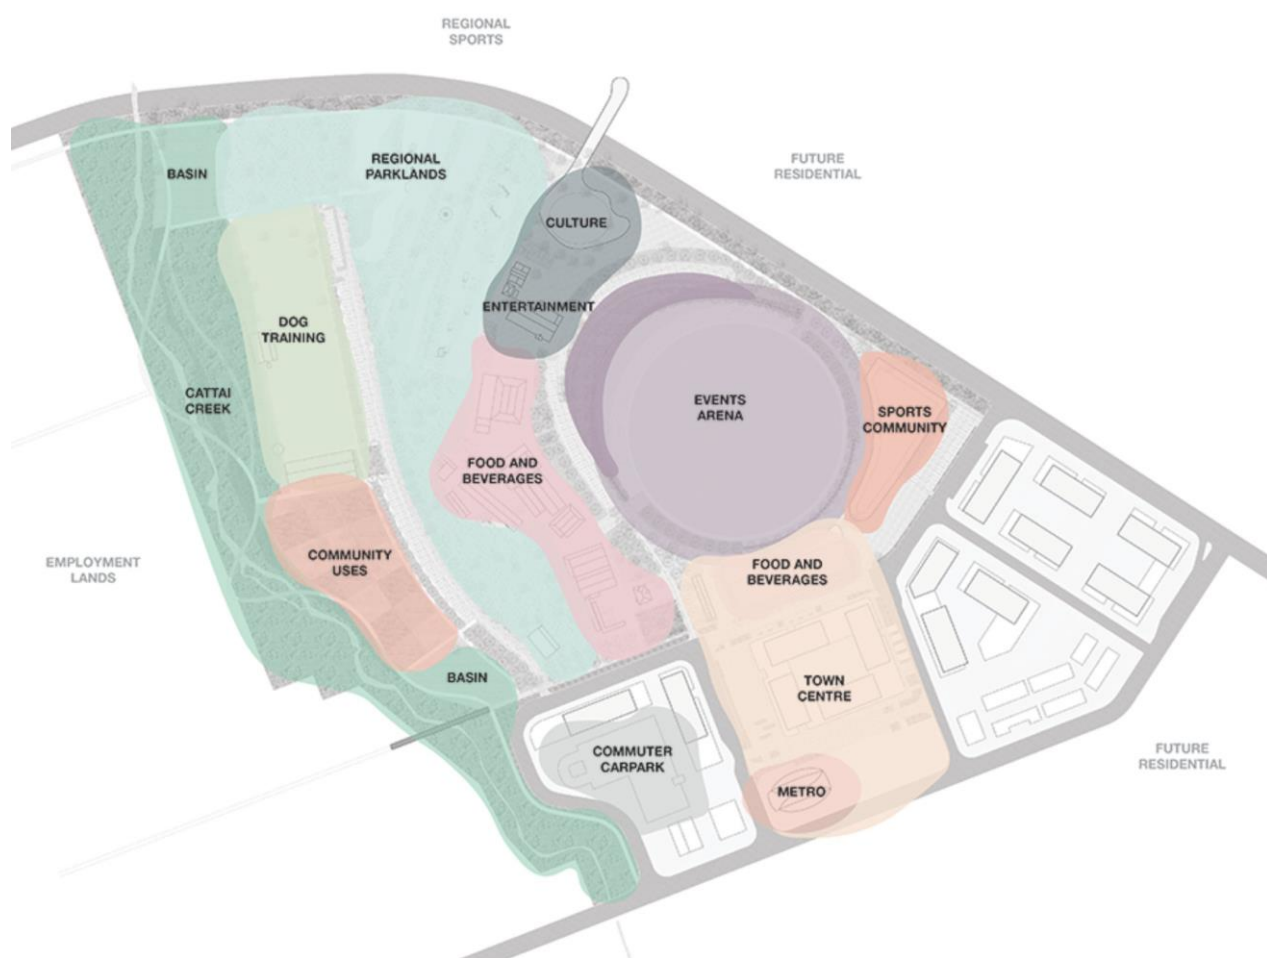 REGIONAL
SPORTS
FUTURE
RESIDENTIAL
BASIN
REGIONAL
PARKLANDS
CULTURE
ENTERTAINMENT
DOG
TRAINING
CATTAI
CREEK
EVENTS
ARENA
SPORTS
COMMUNITY
FOOD AND
BEVERAGES
EMPLOYMENT
LANDS
COMMUNITY
USES
FOOD AND
BEVERAGES
BASIN
TOWN
CENTRE
COMMUTER
CARPARK
METRO
FUTURE
RESIDENTIAL